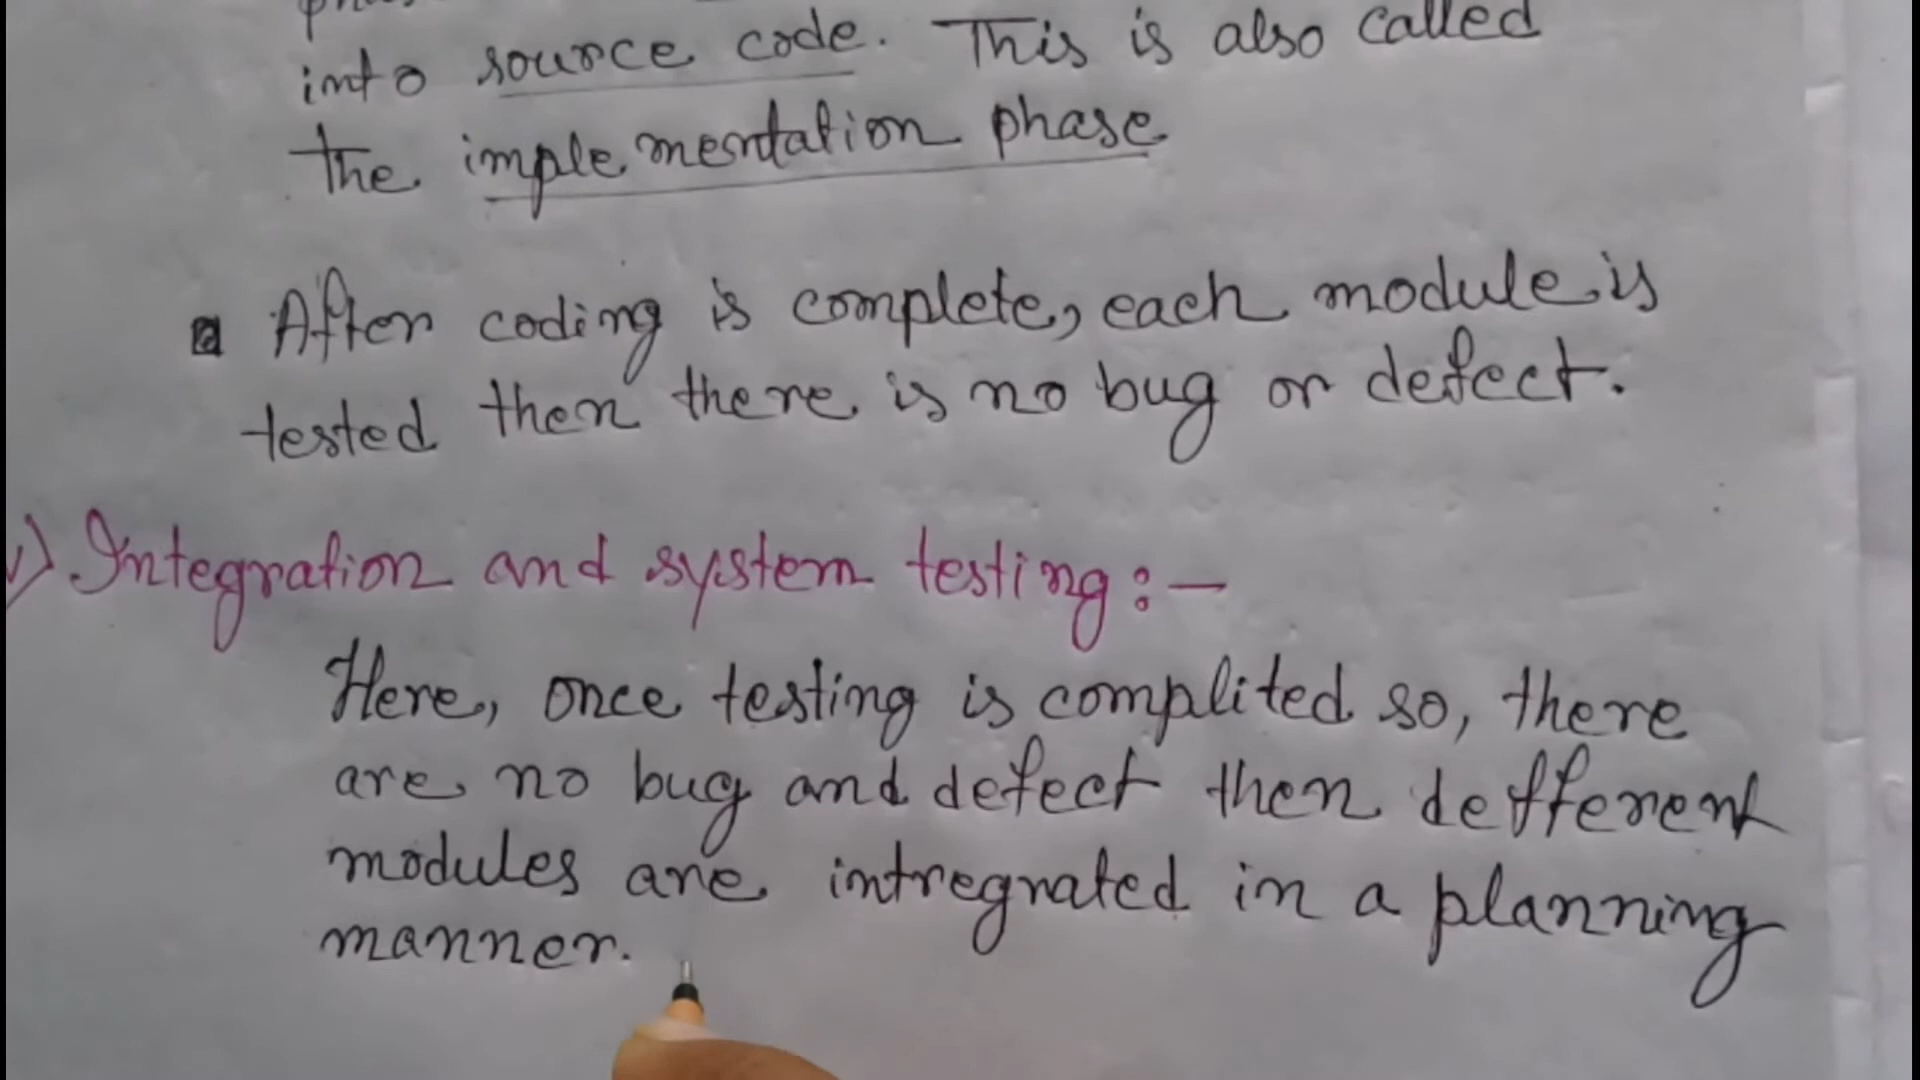 into source code. This is also called
the implementation phase
After coding is complete, each module is
tested then there is no bug or defect.
v) Integration and system testing:-
Here, once testing is complited so, there
are no bug and defect then defferent
modules are intregrated in a planning
manner.